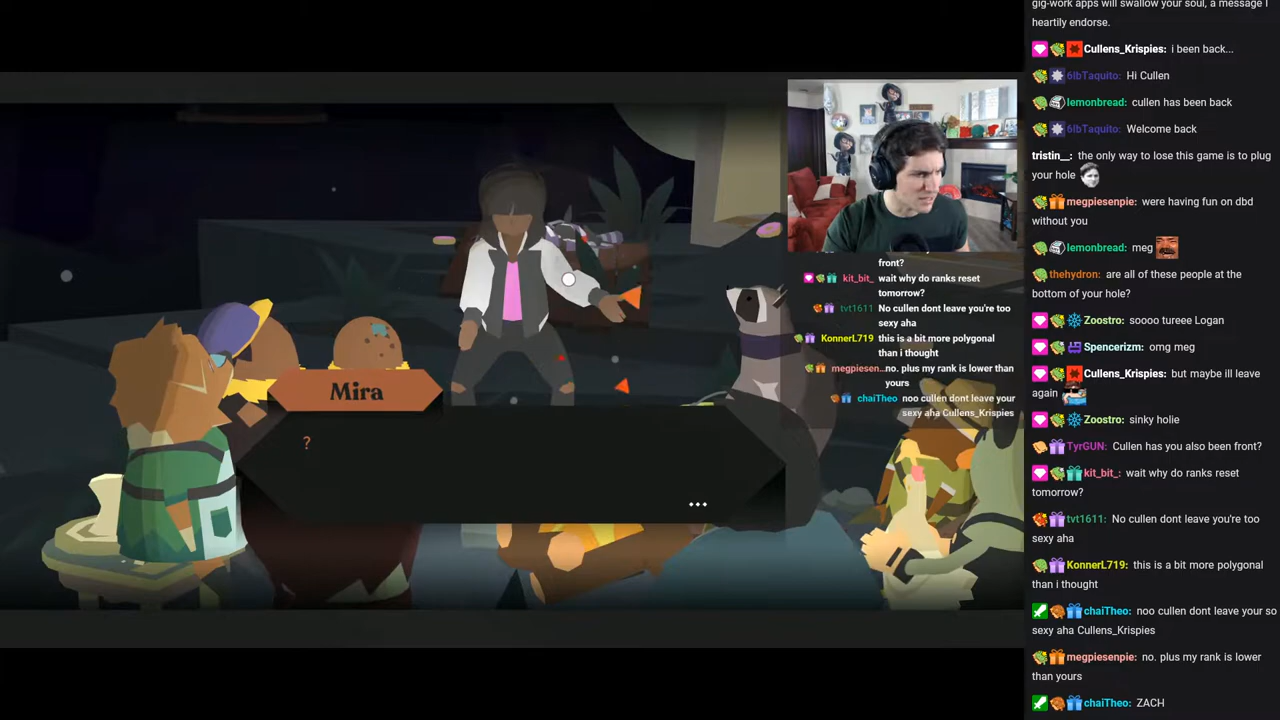 Mira
?
...
front?
kit_bit_: wait why do ranks reset
tomorrow?
tvt1611: No cullen dont leave you're too
sexy aha
KonnerL719: this is a bit more polygonal
than i thought
megpiesen...: no. plus my rank is lower than
yours
chaiTheo: noo cullen dont leave your
sexy aha Cullens_Krispies
gig-work apps will swallow your soul, a message I
heartily endorse.
Cullens_Krispies: i been back...
6lbTaquito: Hi Cullen
lemonbread: cullen has been back
6lbTaquito: Welcome back
tristin__: the only way to lose this game is to plug
your hole
megpiesenpie: were having fun on dbd
without you
lemonbread: meg
thehydron: are all of these people at the
bottom of your hole?
Zoostro: soooo tureee Logan
Spencerizm: omg meg
Cullens_Krispies: but maybe ill leave
again
Zoostro: sinky holie
TyrGUN: Cullen has you also been front?
kit_bit_: wait why do ranks reset
tomorrow?
tvt1611: No cullen dont leave you're too
sexy aha
KonnerL719: this is a bit more polygonal
than i thought
chaiTheo: noo cullen dont leave your so
sexy aha Cullens_Krispies
megpiesenpie: no. plus my rank is lower
than yours
chaiTheo: ZACH